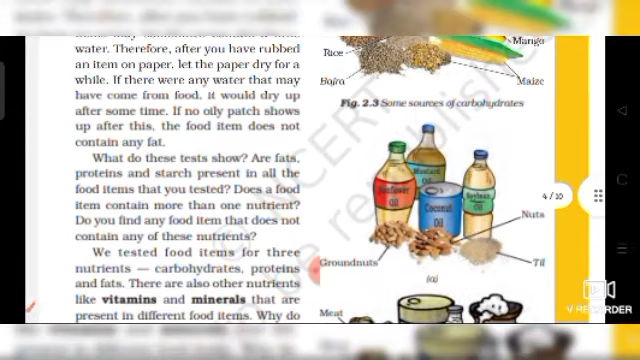 water. Therefore, after you have rubbed
an item on paper, let the paper dry for a
while. If there were any water that may
have come from food, it would dry up
after some time. If no oily patch shows
up after this, the food item does not
contain any fat.
What do these tests show? Are fats,
proteins and starch present in all the
food items that you tested? Does a food
item contain more than one nutrient?
Do you find any food item that does not
contain any of these nutrients?
We tested food items for three
nutrients — carbohydrates, proteins
and fats. There are also other nutrients
like vitamins and minerals that are
present in different food items. Why do
Mango
Rice
Bajra
Maize
Fig. 2.3 Some sources of carbohydrates
Mustard
Oil
Sunflower
Oil
Soybean
Oil
Coconut
Oil
Nuts
Groundnuts
Til
(a)
Meat
4 / 10
V RECORDER